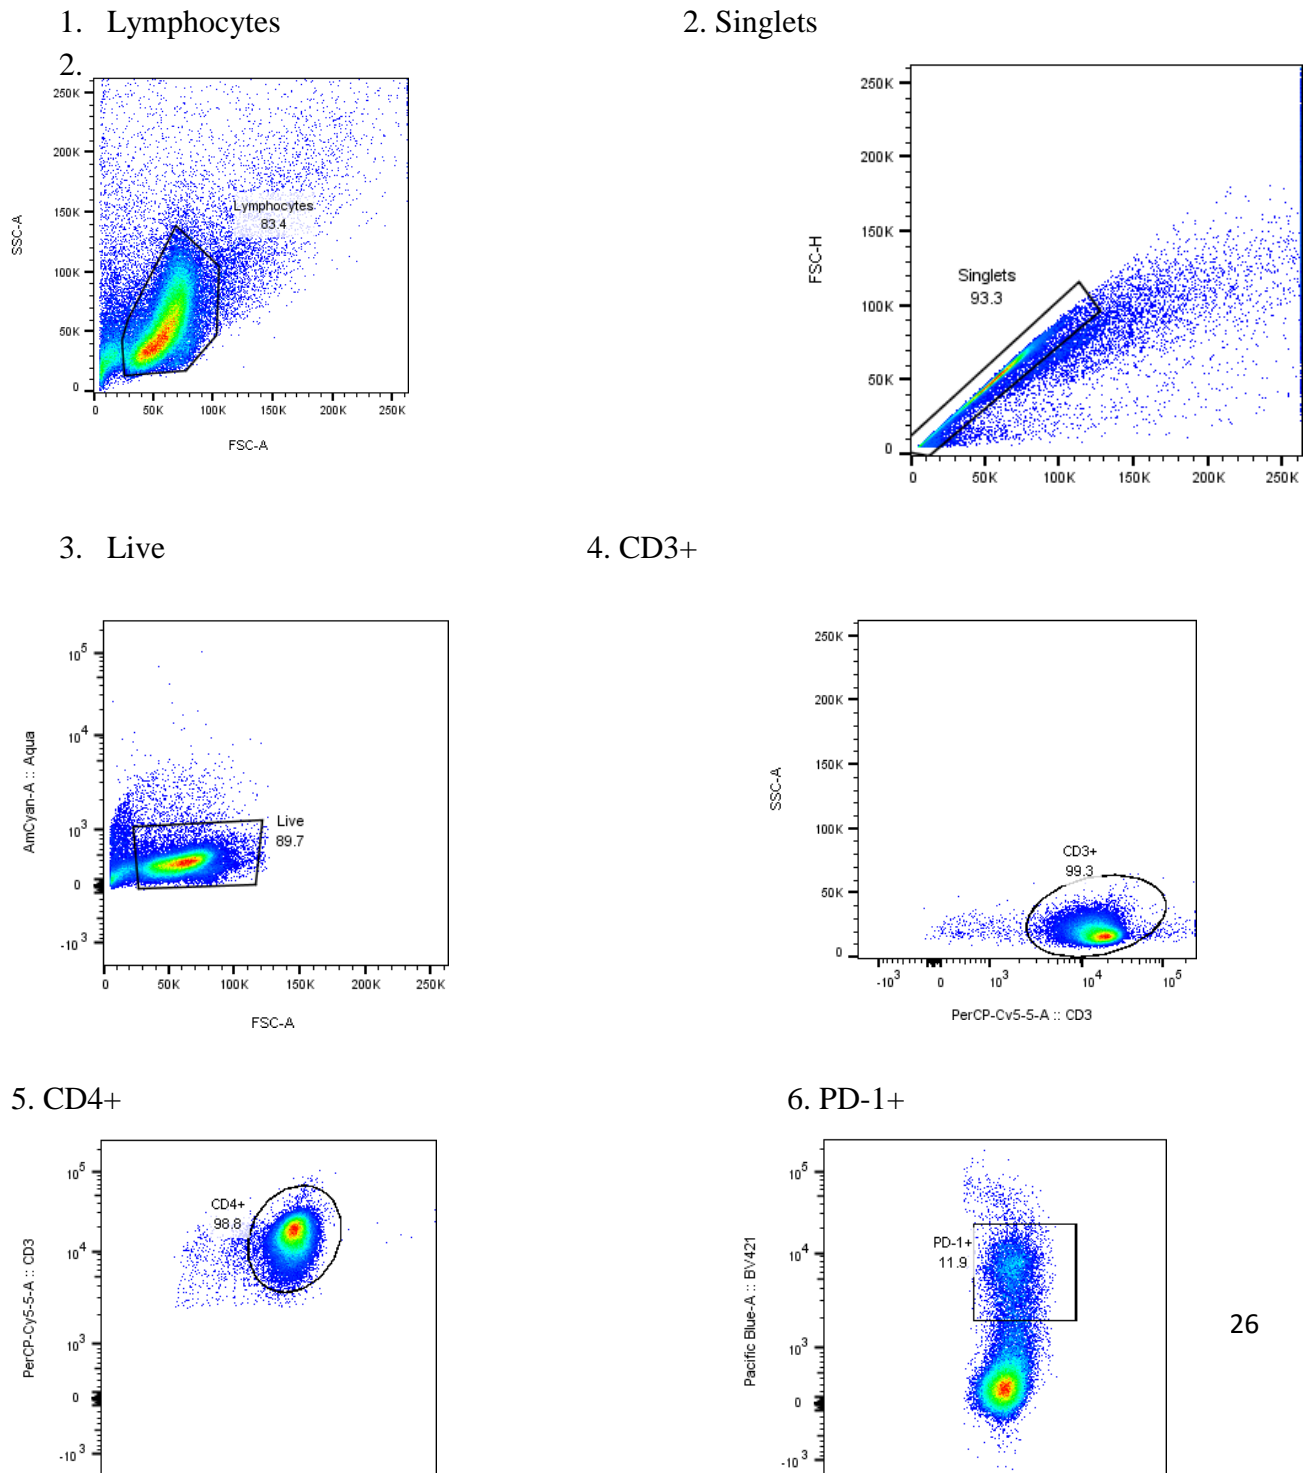 1. Lymphocytes
2. Singlets
2.
250K
200K
150K
100K
50K
0
SSC-A
Lymphocytes
83.4
0 50K 100K 150K 200K 250K
FSC-A
250K
200K
150K
100K
50K
0
FSC-H
Singlets
93.3
0 50K 100K 150K 200K 250K
3. Live
4. CD3+
10^5
10^4
10^3
0
-10^3
AmCyan-A :: Aqua
Live
89.7
0 50K 100K 150K 200K 250K
FSC-A
250K
200K
150K
100K
50K
0
SSC-A
CD3+
99.3
-10^3 0 10^3 10^4 10^5
PerCP-Cv5-5-A :: CD3
5. CD4+
6. PD-1+
10^5
10^4
10^3
0
-10^3
PerCP-Cy5-5-A :: CD3
CD4+
98.8
10^5
10^4
10^3
0
-10^3
Pacific Blue-A :: BV421
PD-1+
11.9
26